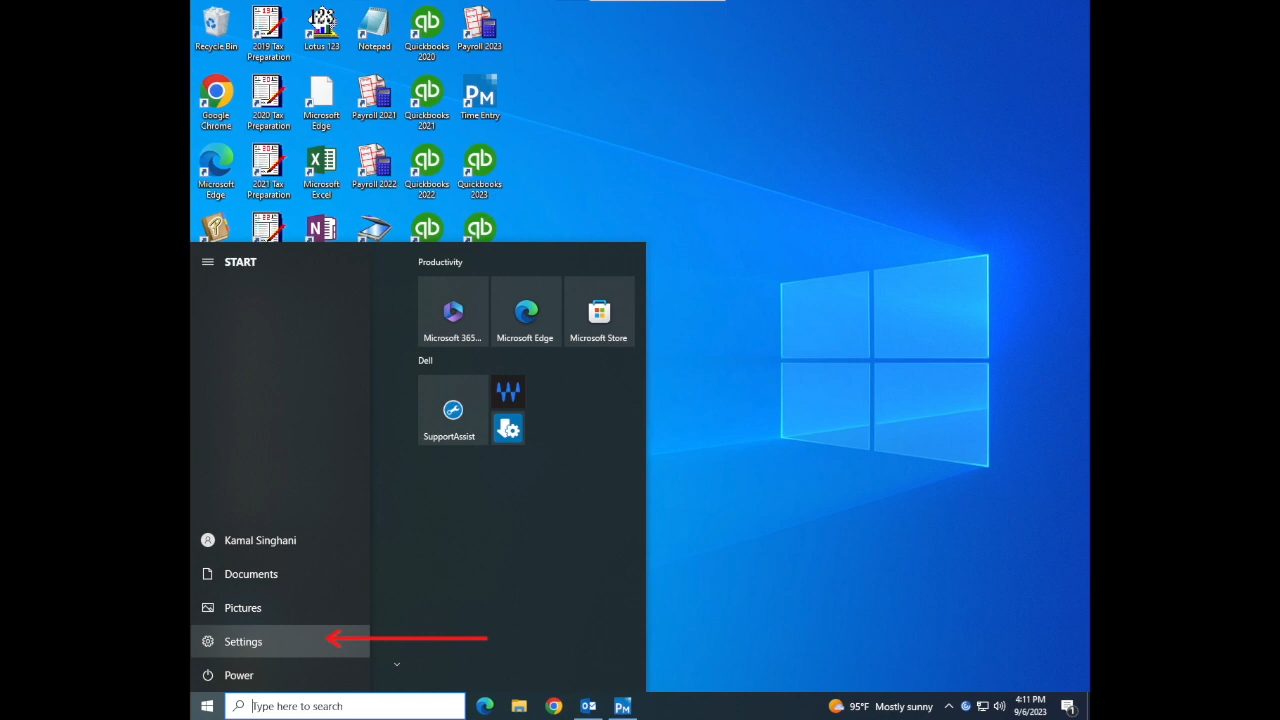 Recycle Bin
2019 Tax
Preparation
Lotus 123
Notepad
Quickbooks
2020
Payroll 2023
Google
Chrome
2020 Tax
Preparation
Microsoft
Edge
Payroll 2021
Quickbooks
2021
Time Entry
Microsoft
Edge
2021 Tax
Preparation
Microsoft
Excel
Payroll 2022
Quickbooks
2022
Quickbooks
2023
START
Productivity
Microsoft 365...
Microsoft Edge
Microsoft Store
Dell
SupportAssist
Kamal Singhani
Documents
Pictures
Settings
Power
Type here to search
95°F Mostly sunny
4:11 PM
9/6/2023
1